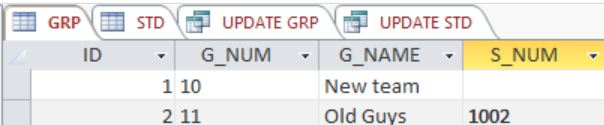 GRP STD UPDATE GRP UPDATE STD
ID G_NUM G_NAME S_NUM
1 10 New team
2 11 Old Guys 1002